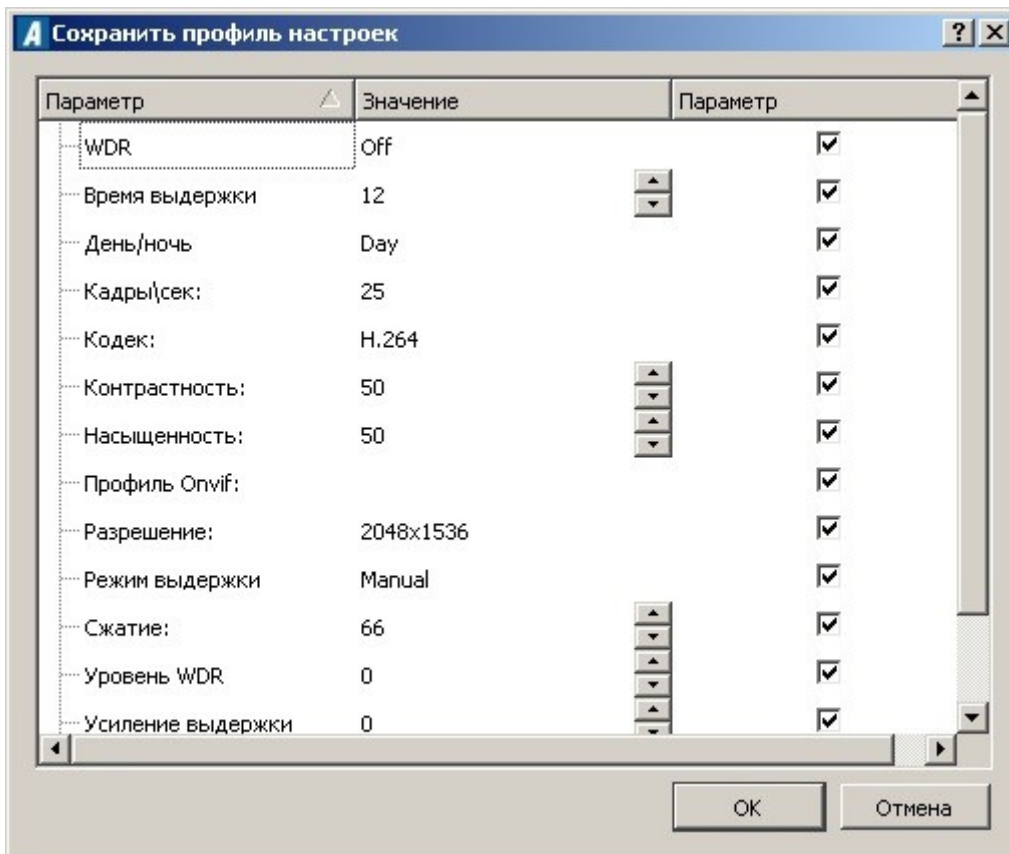 A Сохранить профиль настроек ?
Параметр Значение Параметр
WDR Off
Время выдержки 12
День/ночь Day
Кадры\сек: 25
Кодек: H.264
Контрастность: 50
Насыщенность: 50
Профиль Onvif:
Разрешение: 2048x1536
Режим выдержки Manual
Сжатие: 66
Уровень WDR 0
Усиление выдержки 0
OK Отмена